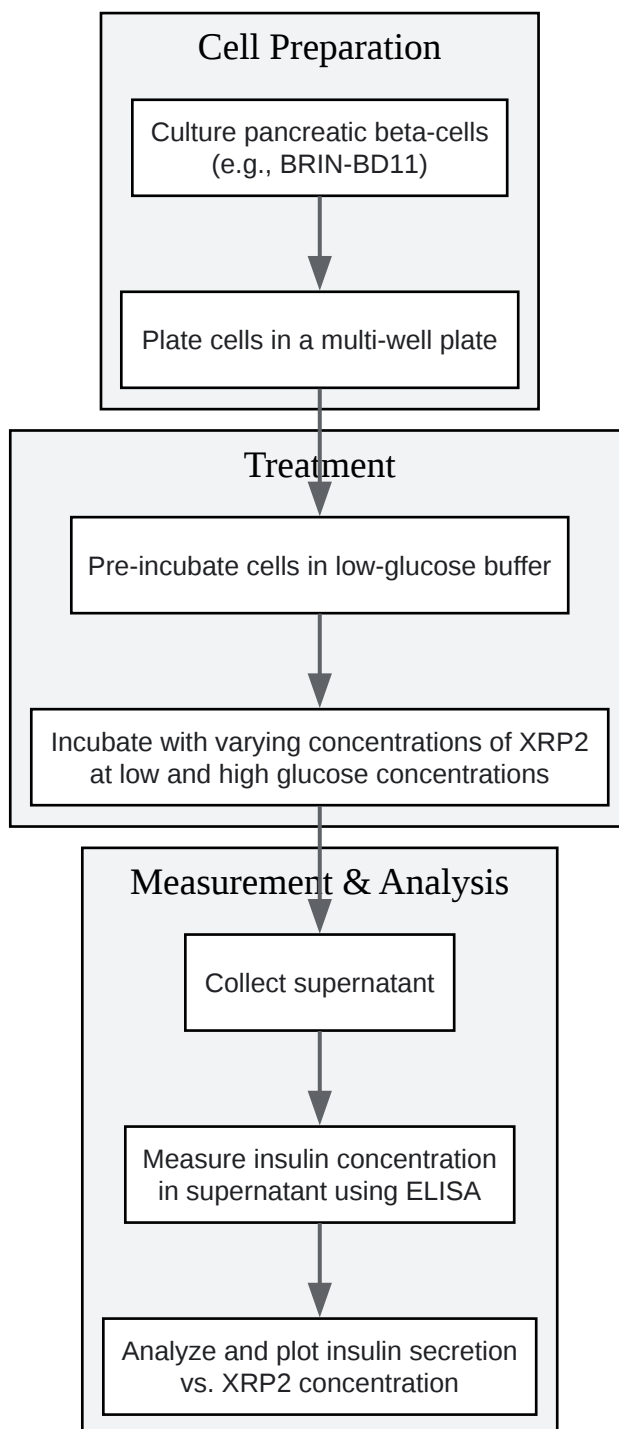 Cell Preparation
Culture pancreatic beta-cells
(e.g., BRIN-BD11)
Plate cells in a multi-well plate
Treatment
Pre-incubate cells in low-glucose buffer
Incubate with varying concentrations of XRP2
at low and high glucose concentrations
Measurement & Analysis
Collect supernatant
Measure insulin concentration
in supernatant using ELISA
Analyze and plot insulin secretion
vs. XRP2 concentration